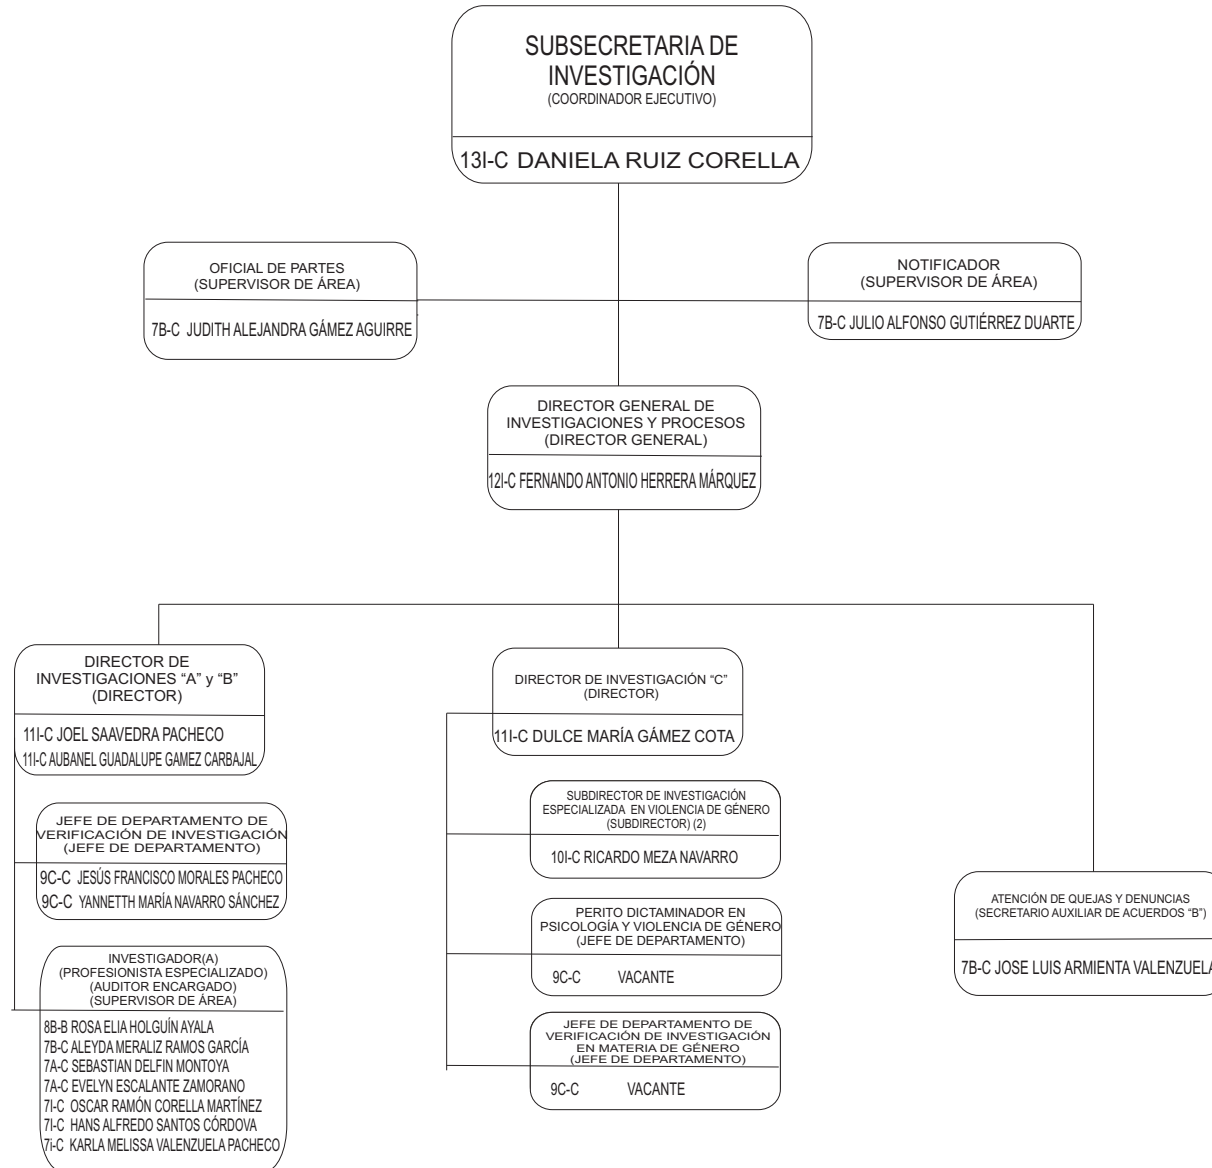 SUBSECRETARIA DE
INVESTIGACIÓN
(COORDINADOR EJECUTIVO)
13I-C DANIELA RUIZ CORELLA
OFICIAL DE PARTES
(SUPERVISOR DE ÁREA)
7B-C JUDITH ALEJANDRA GÁMEZ AGUIRRE
NOTIFICADOR
(SUPERVISOR DE ÁREA)
7B-C JULIO ALFONSO GUTIÉRREZ DUARTE
DIRECTOR GENERAL DE
INVESTIGACIONES Y PROCESOS
(DIRECTOR GENERAL)
12I-C FERNANDO ANTONIO HERRERA MÁRQUEZ
DIRECTOR DE
INVESTIGACIONES “A” y “B”
(DIRECTOR)
11I-C JOEL SAAVEDRA PACHECO
11I-C AUBANEL GUADALUPE GAMEZ CARBAJAL
JEFE DE DEPARTAMENTO DE
VERIFICACIÓN DE INVESTIGACIÓN
(JEFE DE DEPARTAMENTO)
9C-C JESÚS FRANCISCO MORALES PACHECO
9C-C YANNETTH MARÍA NAVARRO SÁNCHEZ
INVESTIGADOR(A)
(PROFESIONISTA ESPECIALIZADO)
(AUDITOR ENCARGADO)
(SUPERVISOR DE ÁREA)
8B-B ROSA ELIA HOLGUÍN AYALA
7B-C ALEYDA MERALIZ RAMOS GARCÍA
7A-C SEBASTIAN DELFIN MONTOYA
7A-C EVELYN ESCALANTE ZAMORANO
7I-C OSCAR RAMÓN CORELLA MARTÍNEZ
7I-C HANS ALFREDO SANTOS CÓRDOVA
7i-C KARLA MELISSA VALENZUELA PACHECO
DIRECTOR DE INVESTIGACIÓN “C”
(DIRECTOR)
11I-C DULCE MARÍA GÁMEZ COTA
SUBDIRECTOR DE INVESTIGACIÓN
ESPECIALIZADA EN VIOLENCIA DE GÉNERO
(SUBDIRECTOR) (2)
10I-C RICARDO MEZA NAVARRO
PERITO DICTAMINADOR EN
PSICOLOGÍA Y VIOLENCIA DE GÉNERO
(JEFE DE DEPARTAMENTO)
9C-C VACANTE
JEFE DE DEPARTAMENTO DE
VERIFICACIÓN DE INVESTIGACIÓN
EN MATERIA DE GÉNERO
(JEFE DE DEPARTAMENTO)
9C-C VACANTE
ATENCIÓN DE QUEJAS Y DENUNCIAS
(SECRETARIO AUXILIAR DE ACUERDOS “B”)
7B-C JOSE LUIS ARMIENTA VALENZUELA